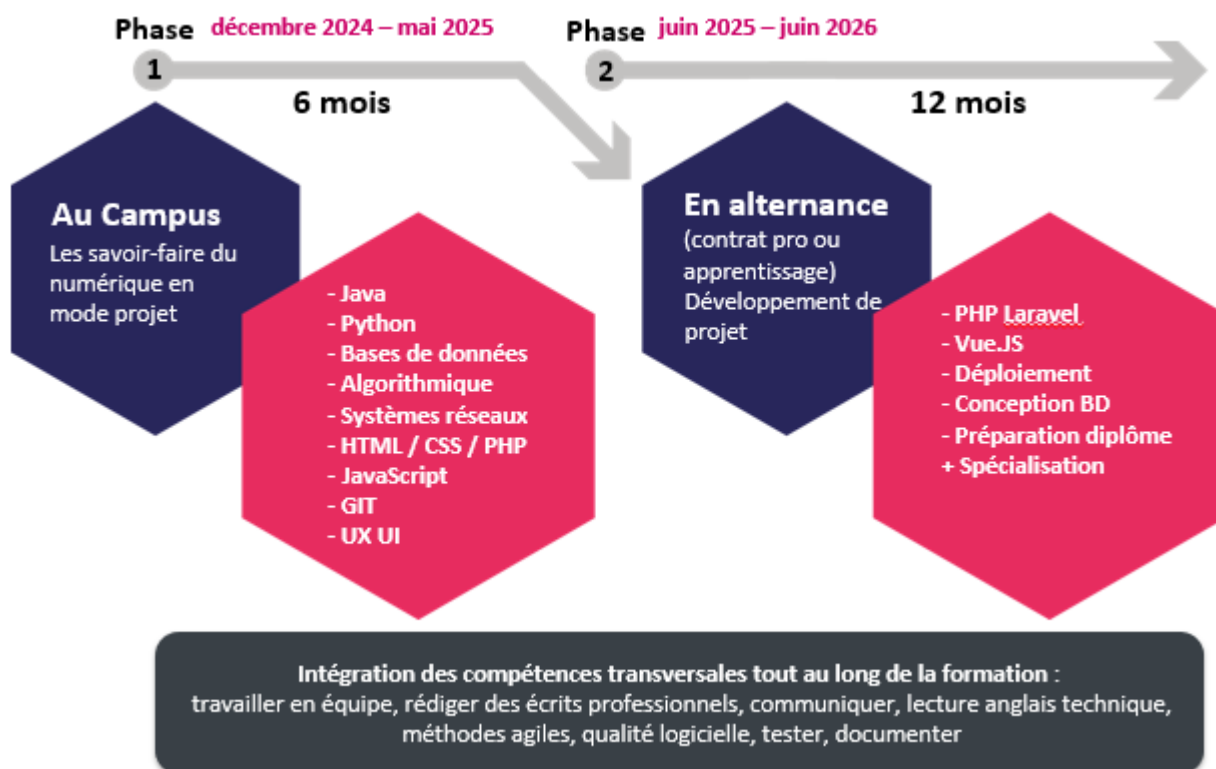 Phase décembre 2024 – mai 2025
1
6 mois
Phase juin 2025 – juin 2026
2
12 mois
Au Campus
Les savoir-faire du
numérique en
mode projet
- Java
- Python
- Bases de données
- Algorithmique
- Systèmes réseaux
- HTML / CSS / PHP
- JavaScript
- GIT
- UX UI
En alternance
(contrat pro ou
apprentissage)
Développement de
projet
- PHP Laravel
- Vue.JS
- Déploiement
- Conception BD
- Préparation diplôme
+ Spécialisation
Intégration des compétences transversales tout au long de la formation :
travailler en équipe, rédiger des écrits professionnels, communiquer, lecture anglais technique,
méthodes agiles, qualité logicielle, tester, documenter